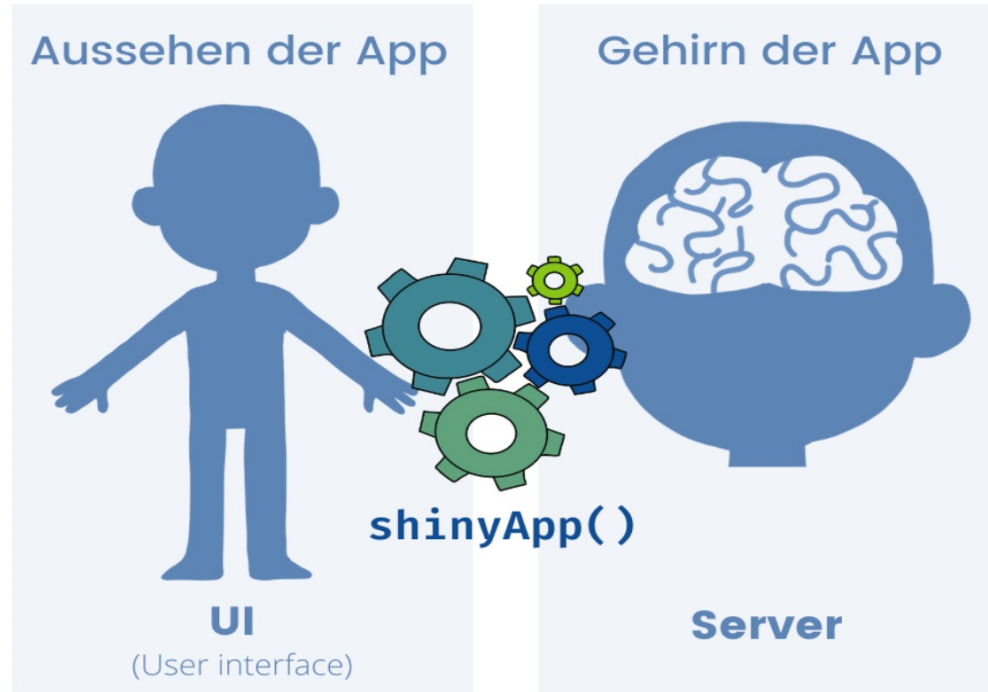 Aussehen der App
Gehirn der App
shinyApp()
UI
(User interface)
Server